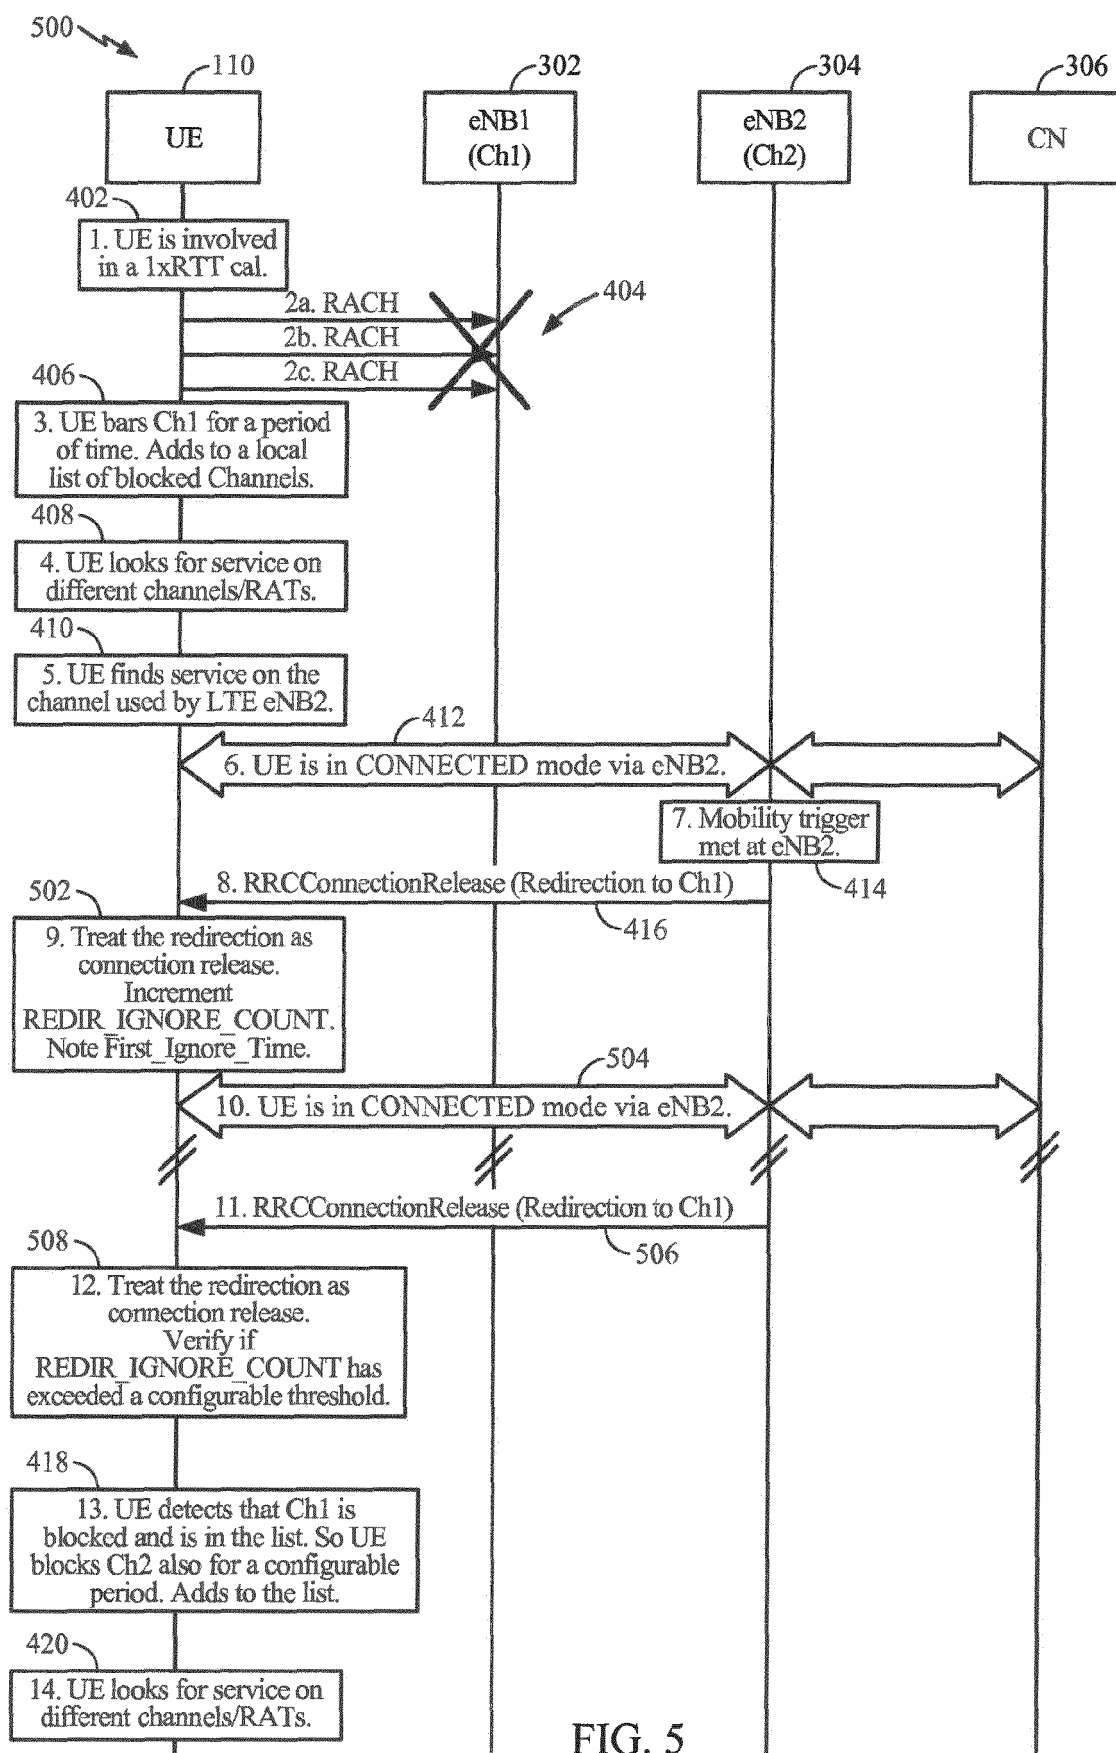 500
110
302
304
306
UE
eNB1
(Ch1)
eNB2
(Ch2)
CN
402
1. UE is involved
in a 1xRTT cal.
2a. RACH
404
2b. RACH
2c. RACH
406
3. UE bars Ch1 for a period
of time. Adds to a local
list of blocked Channels.
408
4. UE looks for service on
different channels/RATs.
410
5. UE finds service on the
channel used by LTE eNB2.
412
6. UE is in CONNECTED mode via eNB2.
7. Mobility trigger
met at eNB2.
414
8. RRCConnectionRelease (Redirection to Ch1)
416
502
9. Treat the redirection as
connection release.
Increment
REDIR_IGNORE_COUNT.
Note First_Ignore_Time.
504
10. UE is in CONNECTED mode via eNB2.
11. RRCConnectionRelease (Redirection to Ch1)
506
508
12. Treat the redirection as
connection release.
Verify if
REDIR_IGNORE_COUNT has
exceeded a configurable threshold.
418
13. UE detects that Ch1 is
blocked and is in the list. So UE
blocks Ch2 also for a configurable
period. Adds to the list.
420
14. UE looks for service on
different channels/RATs.
FIG. 5